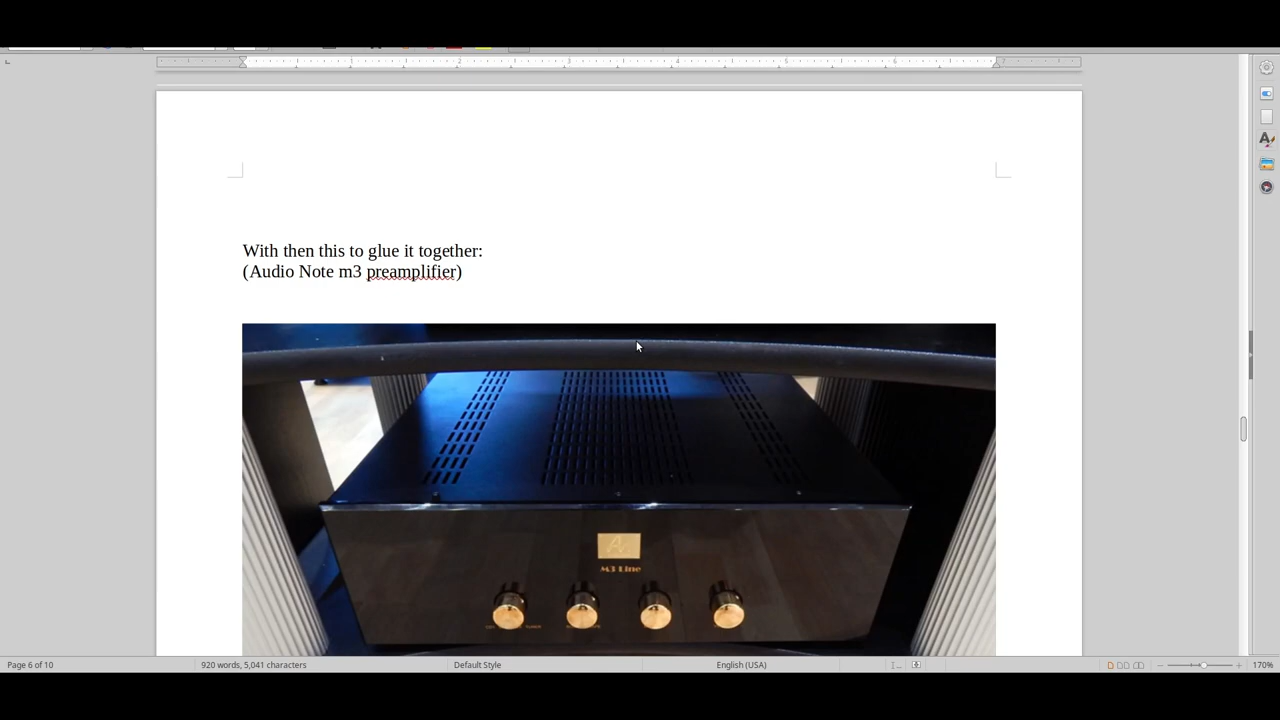 With then this to glue it together:
(Audio Note m3 preamplifier)
M3 Line
Page 6 of 10
920 words, 5,041 characters
Default Style
English (USA)
170%